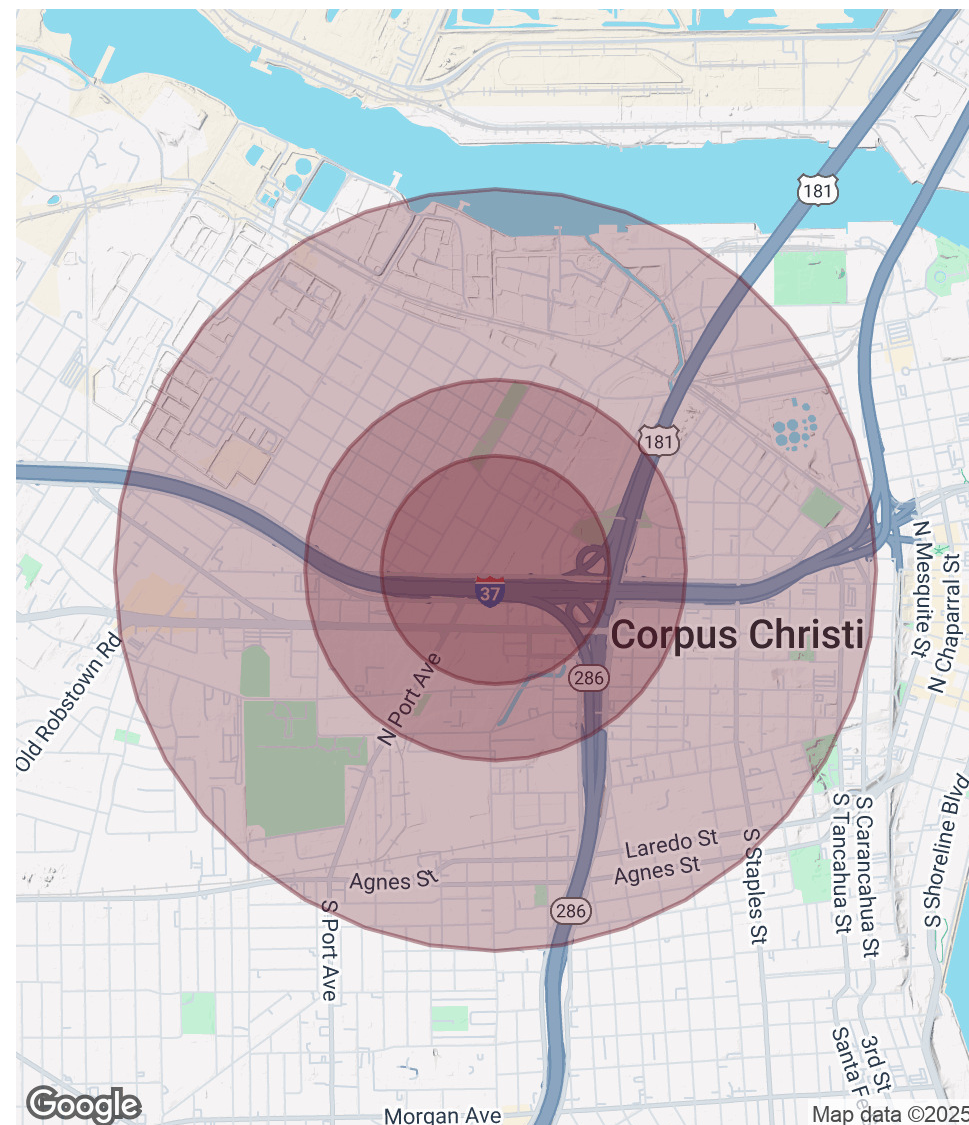 181
181
37
Corpus Christi
N Mesquite St
N Chaparral St
286
N Port Ave
Old Robstown Rd
Laredo St
Agnes St
Agnes St
286
S Port Ave
S Staples St
S Tancahua St
S Carancahua St
S Shoreline Blvd
3rd St
Santa Fe
Morgan Ave
Google
Map data ©2025